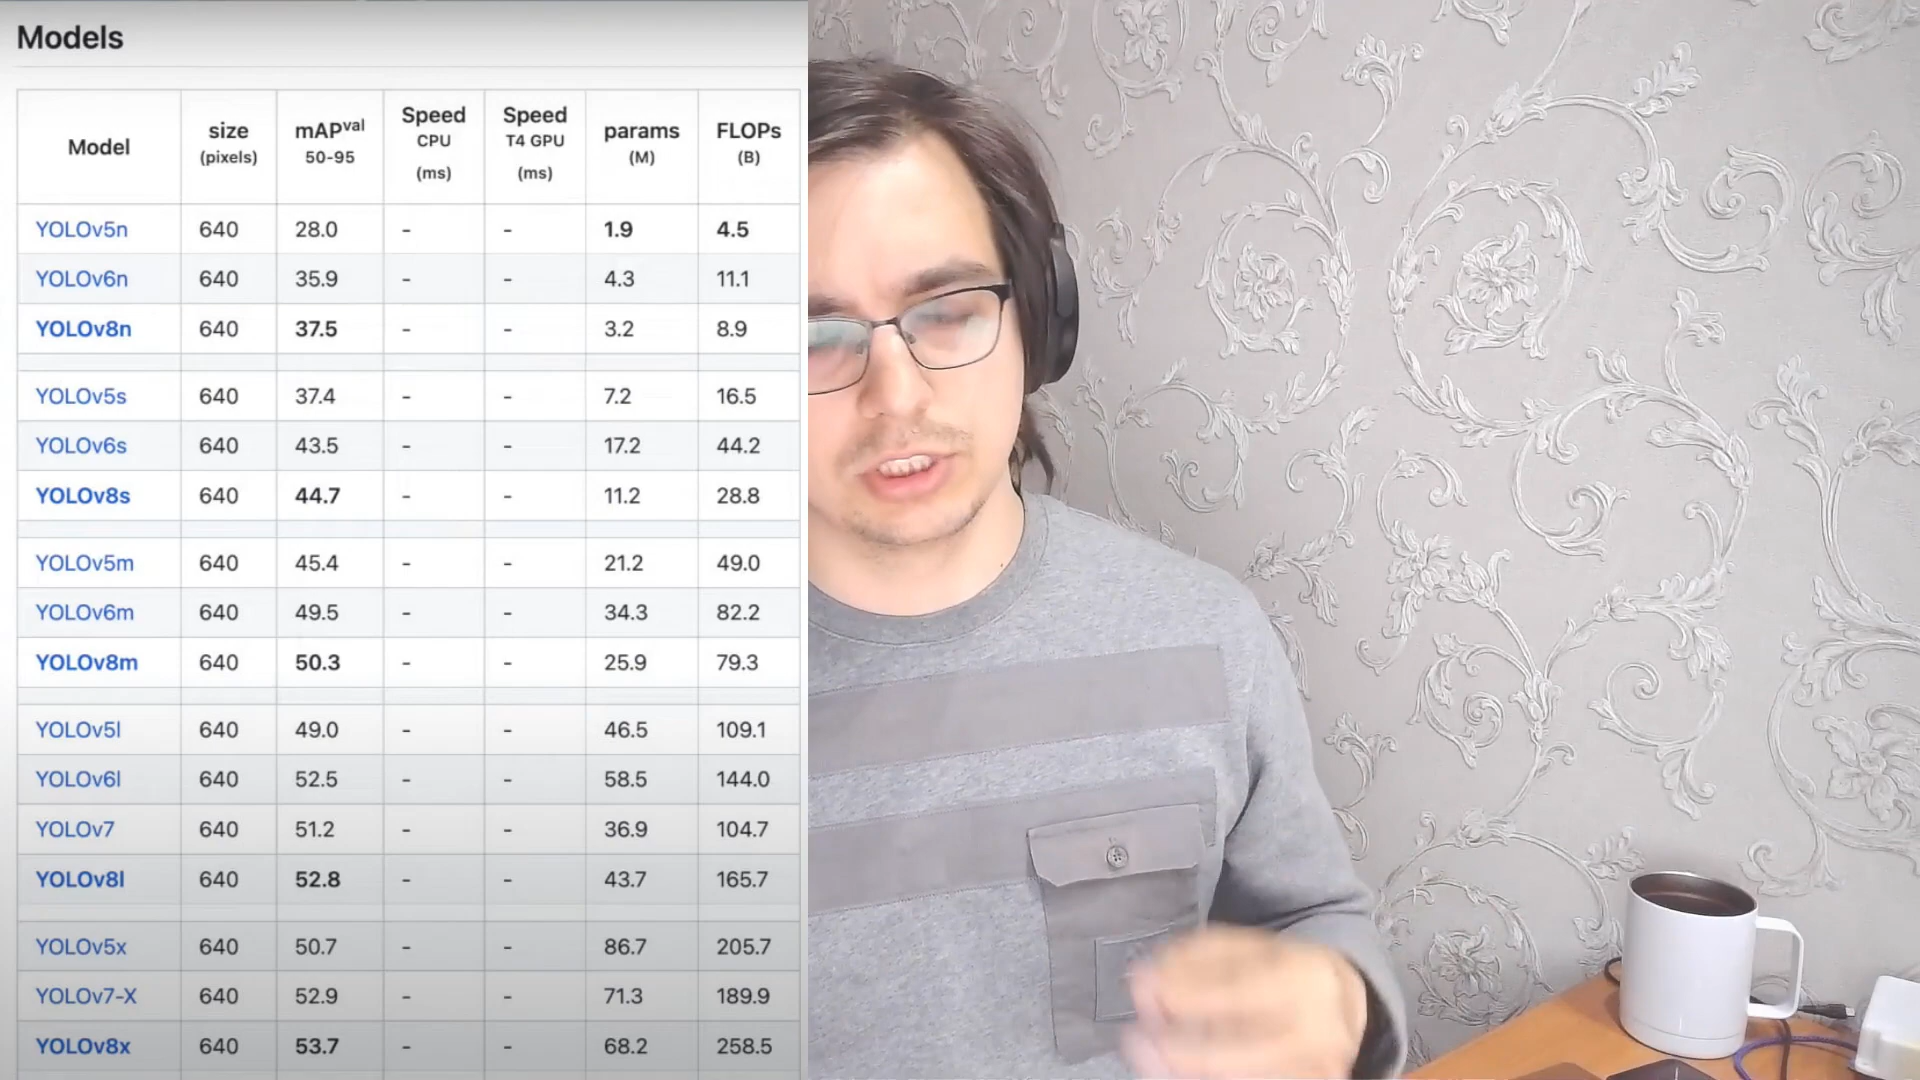 Models
Model size (pixels) mAPval 50-95 Speed CPU (ms) Speed T4 GPU (ms) params (M) FLOPs (B)
YOLOv5n 640 28.0 - - 1.9 4.5
YOLOv6n 640 35.9 - - 4.3 11.1
YOLOv8n 640 37.5 - - 3.2 8.9
YOLOv5s 640 37.4 - - 7.2 16.5
YOLOv6s 640 43.5 - - 17.2 44.2
YOLOv8s 640 44.7 - - 11.2 28.8
YOLOv5m 640 45.4 - - 21.2 49.0
YOLOv6m 640 49.5 - - 34.3 82.2
YOLOv8m 640 50.3 - - 25.9 79.3
YOLOv5l 640 49.0 - - 46.5 109.1
YOLOv6l 640 52.5 - - 58.5 144.0
YOLOv7 640 51.2 - - 36.9 104.7
YOLOv8l 640 52.8 - - 43.7 165.7
YOLOv5x 640 50.7 - - 86.7 205.7
YOLOv7-X 640 52.9 - - 71.3 189.9
YOLOv8x 640 53.7 - - 68.2 258.5